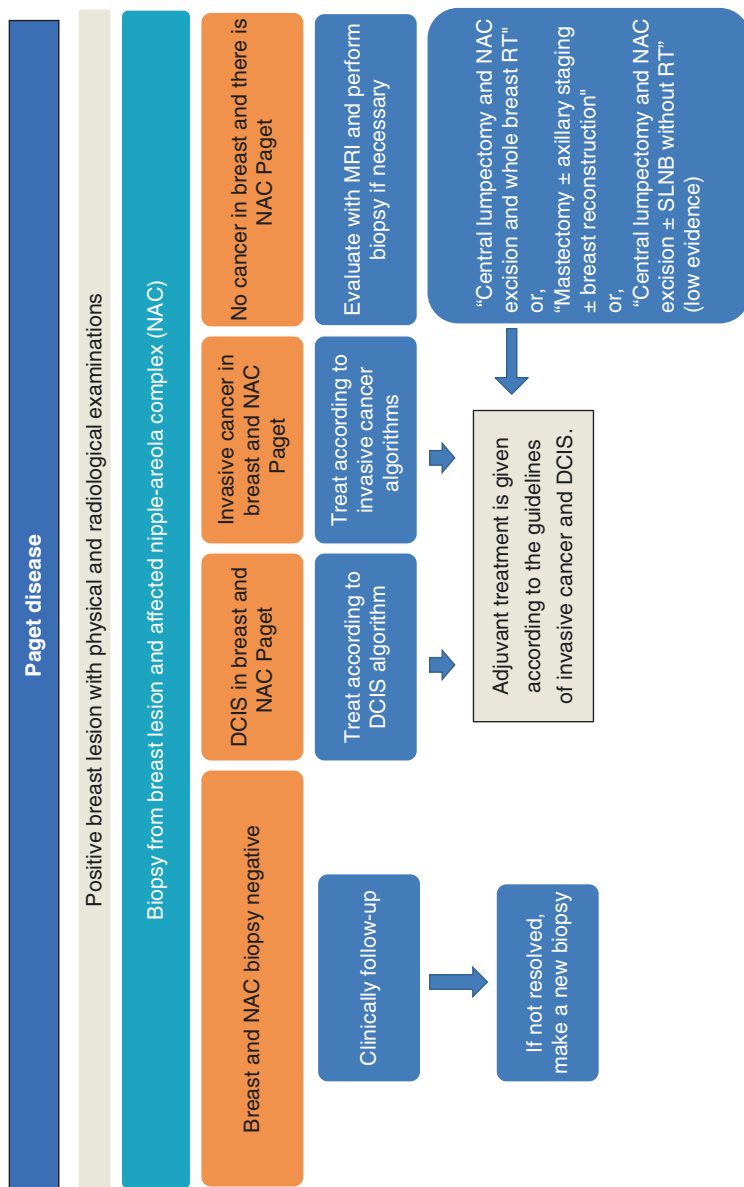 Paget disease
Positive breast lesion with physical and radiological examinations
Biopsy from breast lesion and affected nipple-areola complex (NAC)
Breast and NAC biopsy negative
Clinically follow-up
If not resolved,
make a new biopsy
DCIS in breast and
NAC Paget
Treat according to
DCIS algorithm
Invasive cancer in
breast and NAC
Paget
Treat according to
invasive cancer
algorithms
No cancer in breast and there is
NAC Paget
Evaluate with MRI and perform
biopsy if necessary
“Central lumpectomy and NAC
excision and whole breast RT"
or,
“Mastectomy ± axillary staging
± breast reconstruction"
or,
“Central lumpectomy and NAC
excision ± SLNB without RT”
(low evidence)
Adjuvant treatment is given
according to the guidelines
of invasive cancer and DCIS.